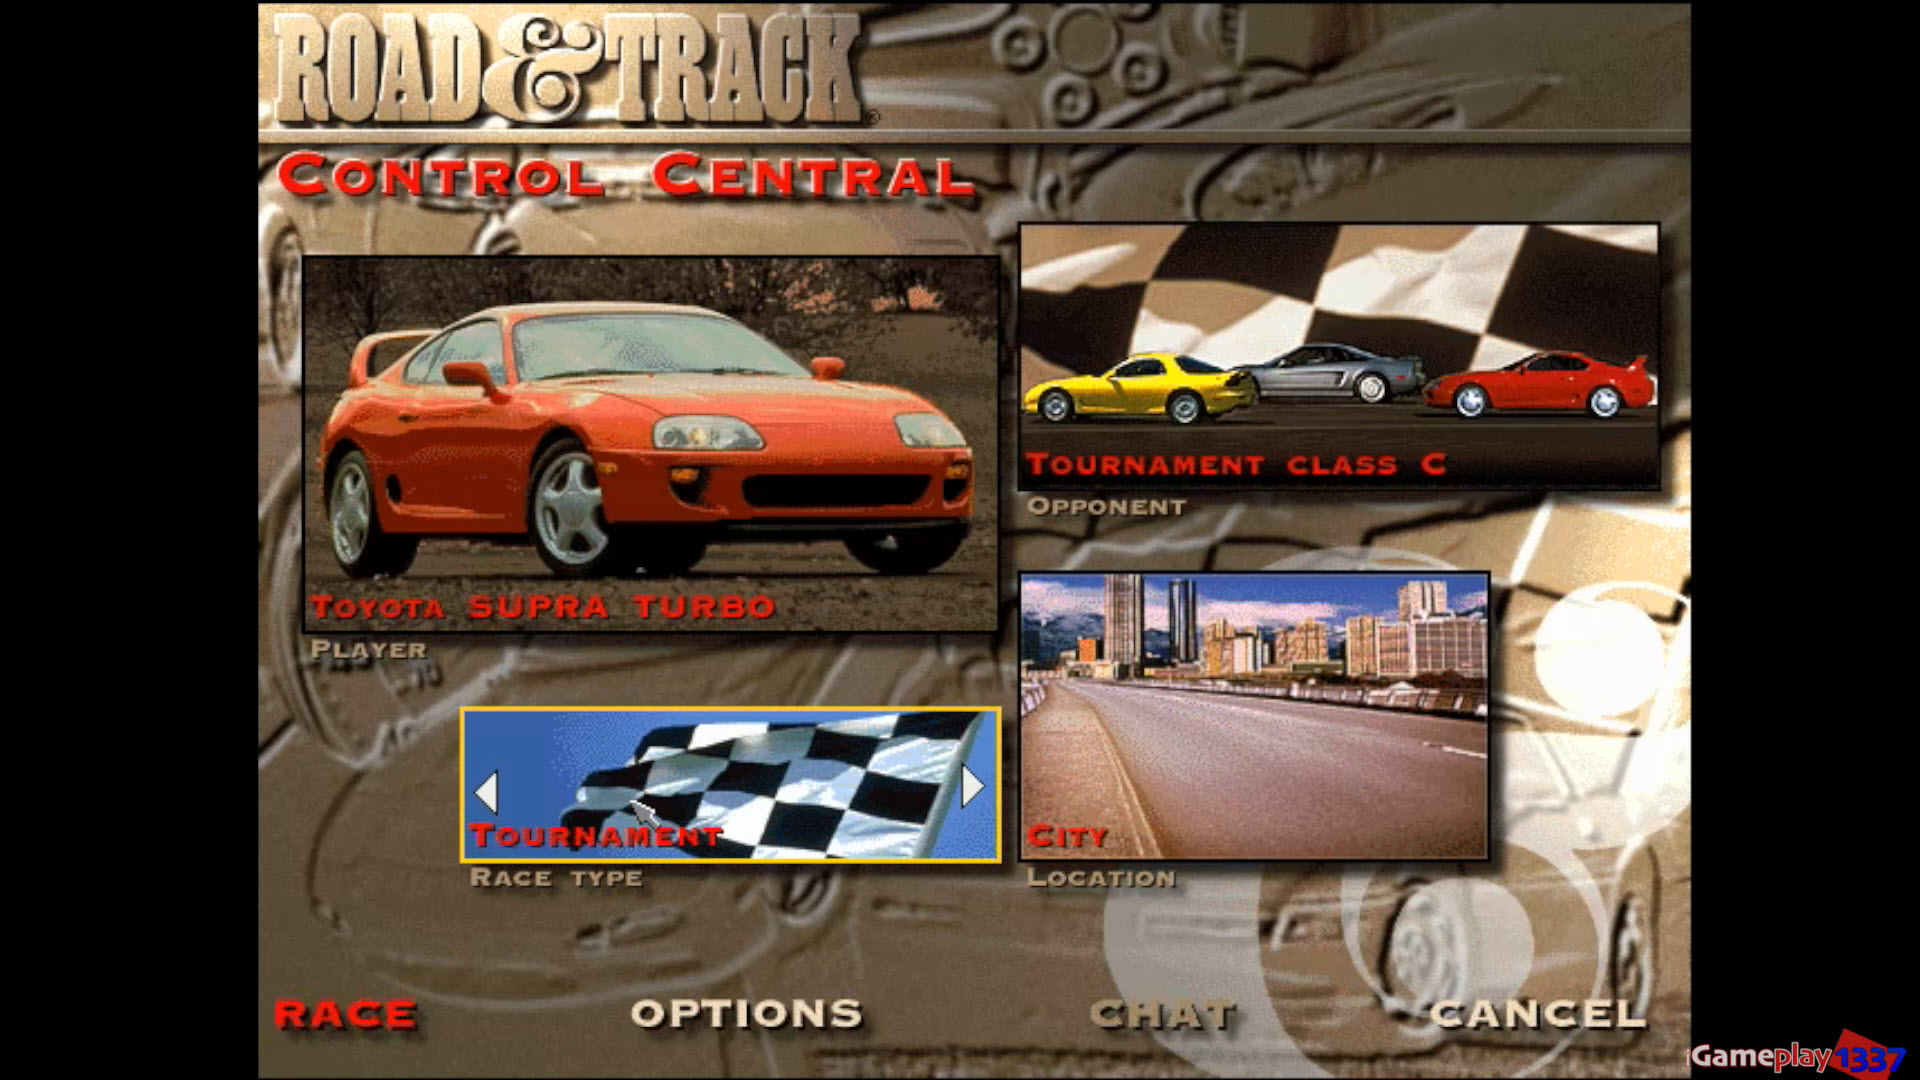 ROAD & TRACK
CONTROL CENTRAL
TOYOTA SUPRA TURBO
PLAYER
TOURNAMENT CLASS C
OPPONENT
TOURNAMENT
RACE TYPE
CITY
LOCATION
RACE
OPTIONS
CHAT
CANCEL
iGameplay1337